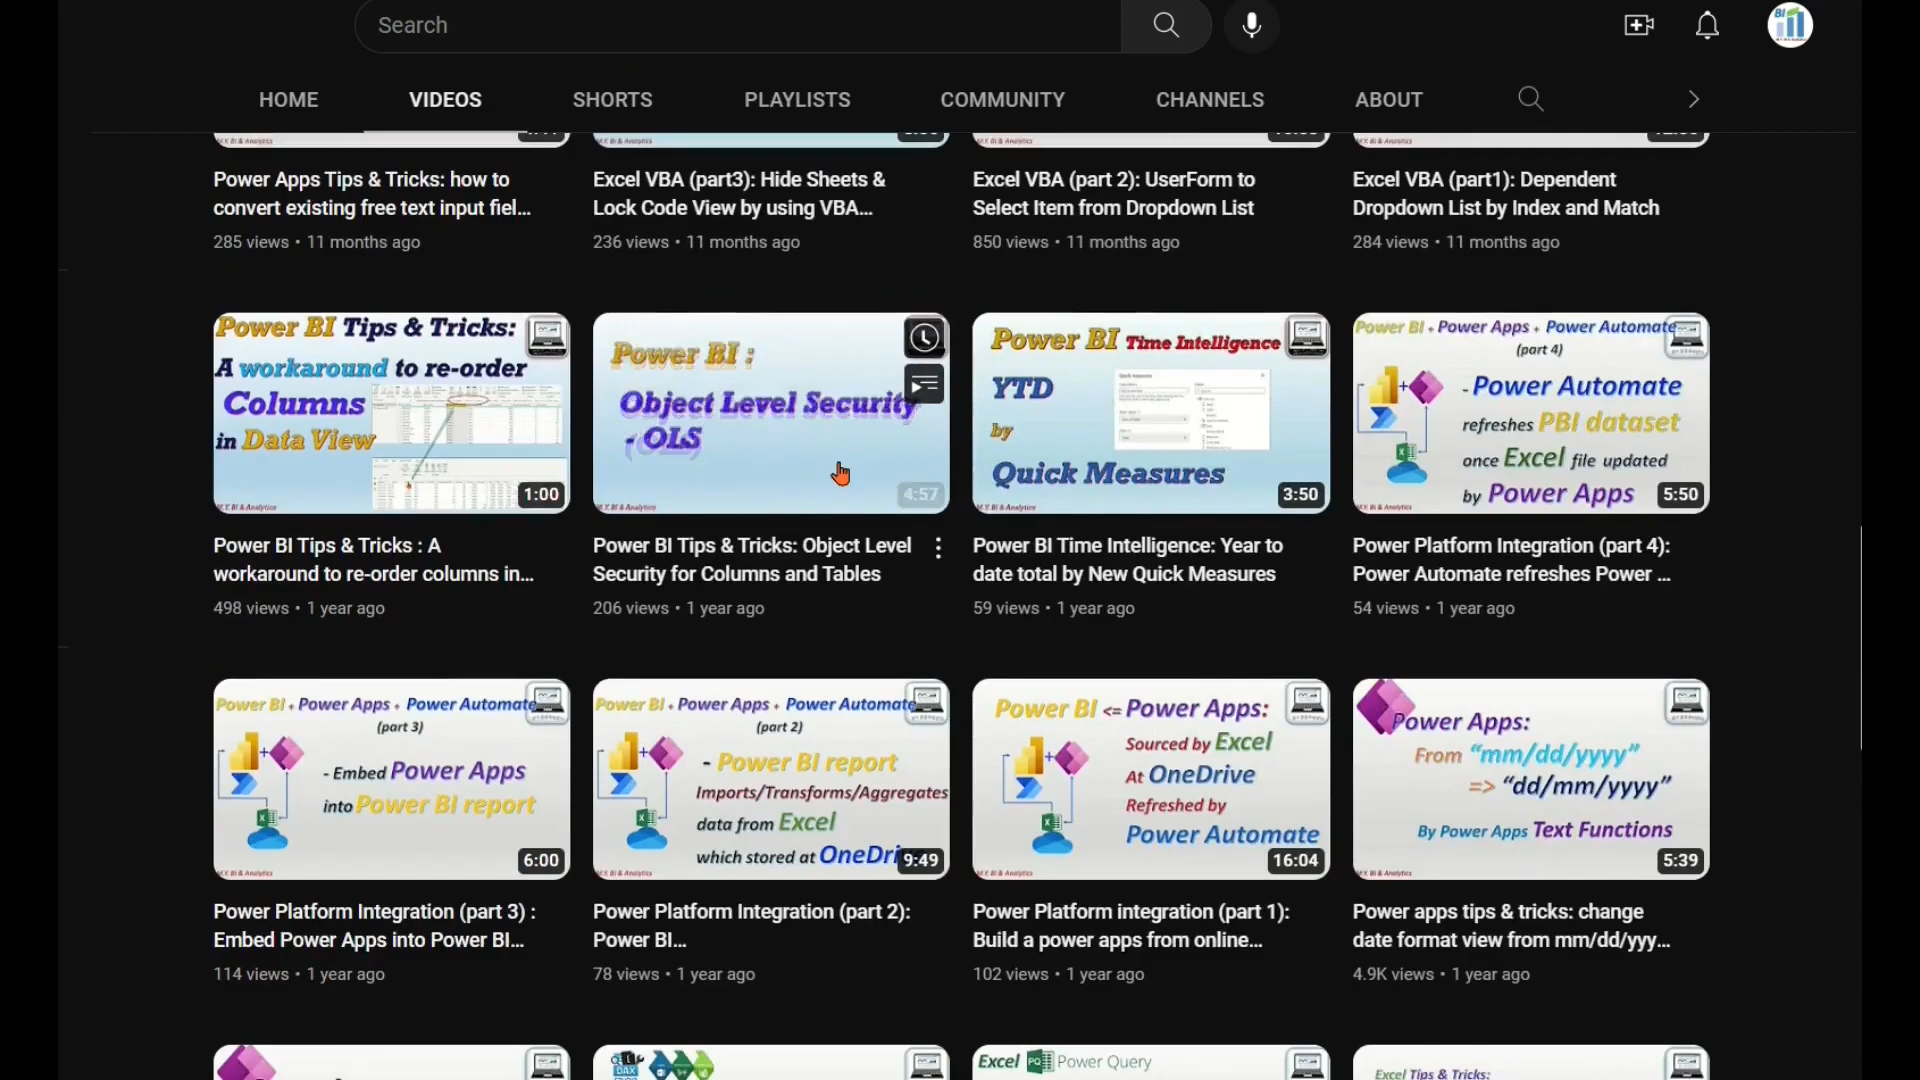 Search
HOME
VIDEOS
SHORTS
PLAYLISTS
COMMUNITY
CHANNELS
ABOUT
Power Apps Tips & Tricks: how to
convert existing free text input fiel...
285 views • 11 months ago
Excel VBA (part3): Hide Sheets &
Lock Code View by using VBA...
236 views • 11 months ago
Excel VBA (part 2): UserForm to
Select Item from Dropdown List
850 views • 11 months ago
Excel VBA (part1): Dependent
Dropdown List by Index and Match
284 views • 11 months ago
Power BI Tips & Tricks:
A workaround to re-order
Columns
in Data View
1:00
Power BI Tips & Tricks : A
workaround to re-order columns in...
498 views • 1 year ago
Power BI :
Object Level Security
- OLS
4:57
Power BI Tips & Tricks: Object Level
Security for Columns and Tables
206 views • 1 year ago
Power BI Time Intelligence
YTD
by
Quick Measures
3:50
Power BI Time Intelligence: Year to
date total by New Quick Measures
59 views • 1 year ago
Power BI + Power Apps + Power Automate
(part 4)
- Power Automate
refreshes PBI dataset
once Excel file updated
by Power Apps
5:50
Power Platform Integration (part 4):
Power Automate refreshes Power ...
54 views • 1 year ago
Power BI + Power Apps + Power Automate
(part 3)
- Embed Power Apps
into Power BI report
6:00
Power Platform Integration (part 3) :
Embed Power Apps into Power BI...
114 views • 1 year ago
Power BI + Power Apps + Power Automate
(part 2)
- Power BI report
Imports/Transforms/Aggregates
data from Excel
which stored at OneDri
9:49
Power Platform Integration (part 2):
Power BI...
78 views • 1 year ago
Power BI <= Power Apps:
Sourced by Excel
At OneDrive
Refreshed by
Power Automate
16:04
Power Platform integration (part 1):
Build a power apps from online...
102 views • 1 year ago
Power Apps:
From "mm/dd/yyyy"
=> "dd/mm/yyyy"
By Power Apps Text Functions
5:39
Power apps tips & tricks: change
date format view from mm/dd/yyy...
4.9K views • 1 year ago
DAX
Excel PQ Power Query
Excel Tips & Tricks: